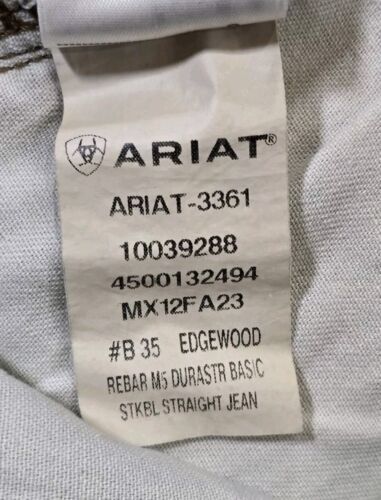 ARIAT®
ARIAT-3361
10039288
4500132494
MX12FA23
#B 35 EDGEWOOD
REBAR M5 DURASTR BASIC
STKBL STRAIGHT JEAN